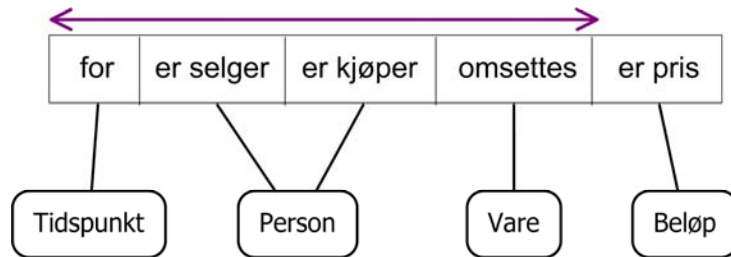 for er selger er kjøper omsettes er pris
Tidspunkt Person Vare Beløp